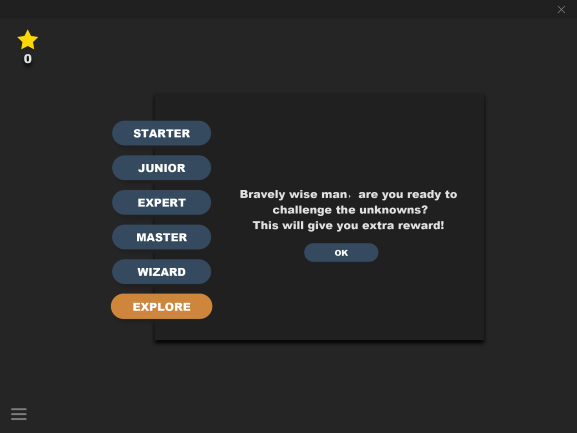 0
STARTER
JUNIOR
EXPERT
MASTER
WIZARD
EXPLORE
Bravely wise man， are you ready to
challenge the unknowns?
This will give you extra reward!
OK